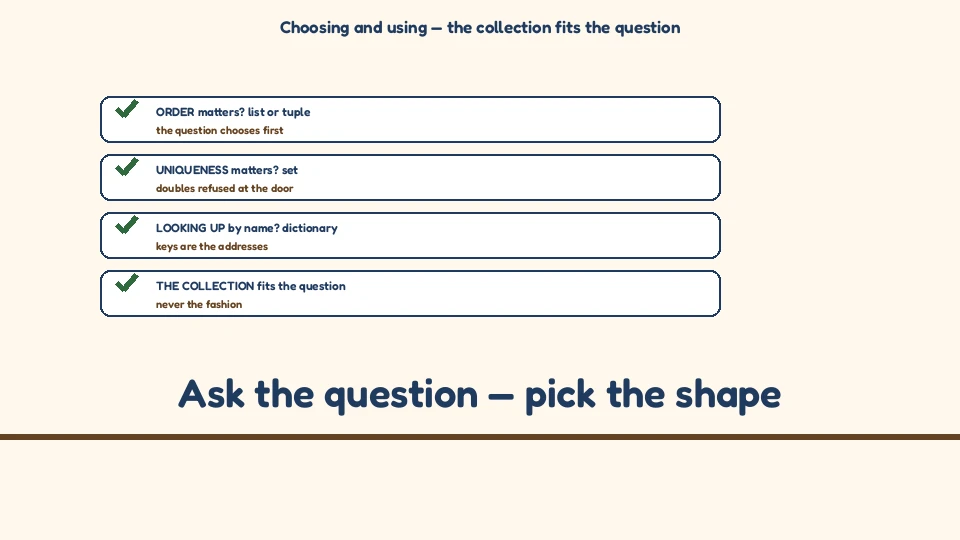 Choosing and using — the collection fits the question
ORDER matters? list or tuple
the question chooses first
UNIQUENESS matters? set
doubles refused at the door
LOOKING UP by name? dictionary
keys are the addresses
THE COLLECTION fits the question
never the fashion
Ask the question — pick the shape